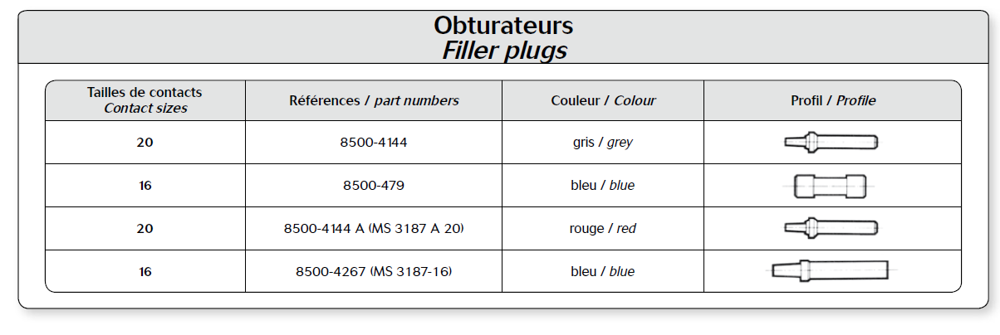 Obturateurs
Filler plugs
Tailles de contacts
Contact sizes
Références / part numbers
Couleur / Colour
Profil / Profile
20
8500-4144
gris / grey
16
8500-479
bleu / blue
20
8500-4144 A (MS 3187 A 20)
rouge / red
16
8500-4267 (MS 3187-16)
bleu / blue